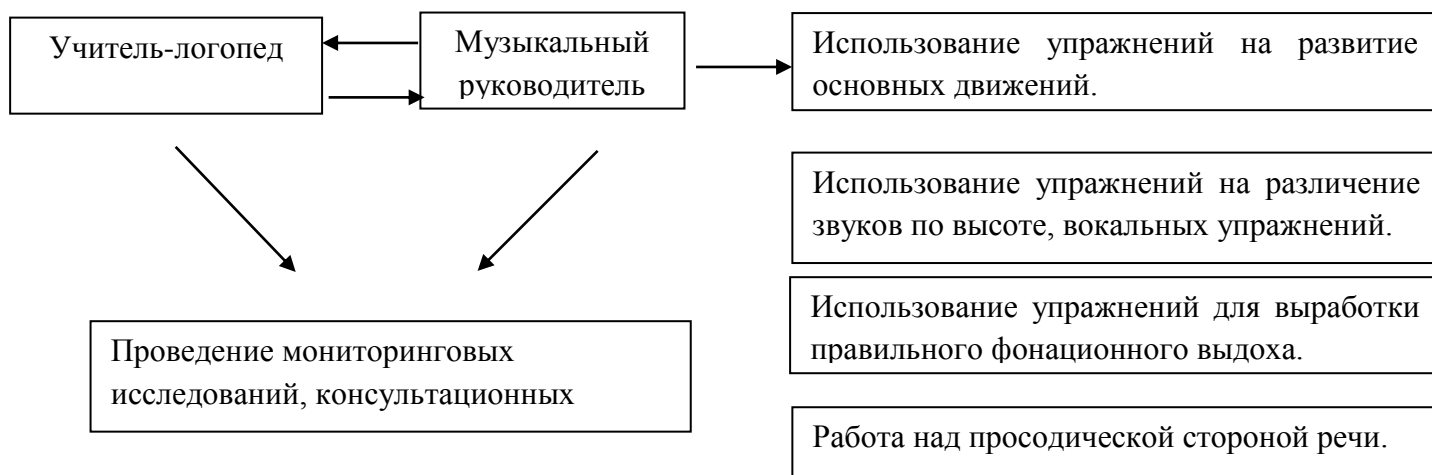 Учитель-логопед
Музыкальный
руководитель
Использование упражнений на развитие
основных движений.
Использование упражнений на различение
звуков по высоте, вокальных упражнений.
Использование упражнений для выработки
правильного фонационного выдоха.
Проведение мониторинговых
исследований, консультационных
Работа над просодической стороной речи.